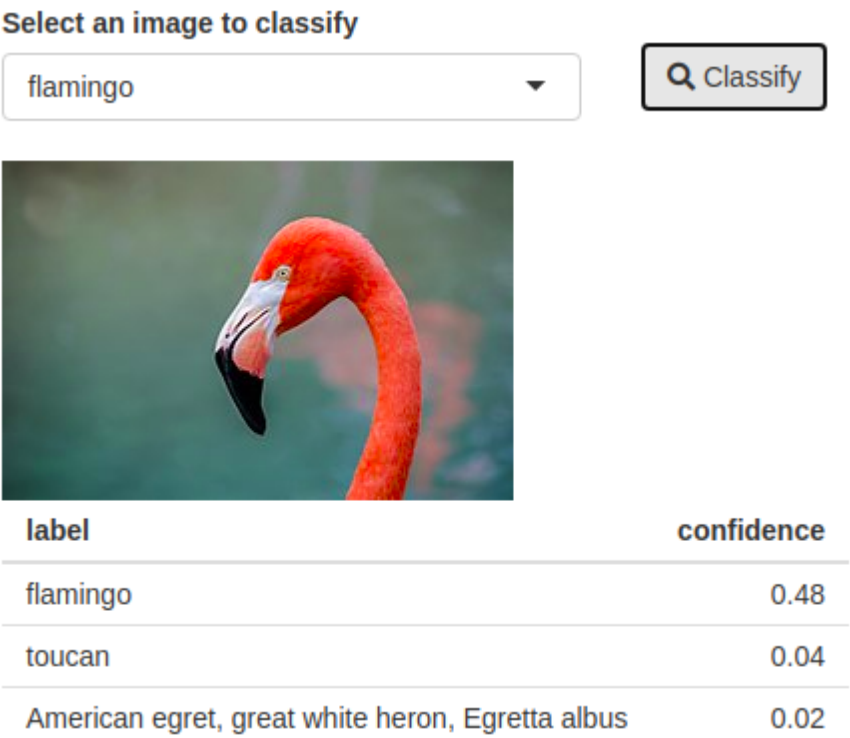 Select an image to classify
flamingo
Classify
label confidence
flamingo 0.48
toucan 0.04
American egret, great white heron, Egretta albus 0.02